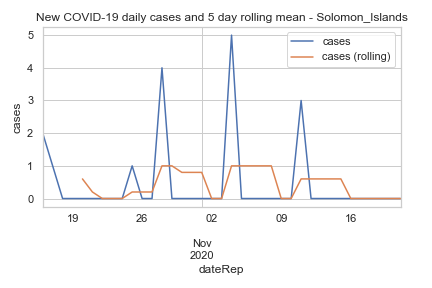 New COVID-19 daily cases and 5 day rolling mean - Solomon_Islands
cases
cases (rolling)
cases
5
4
3
2
1
0
19 26 02 09 16
Nov
2020
dateRep